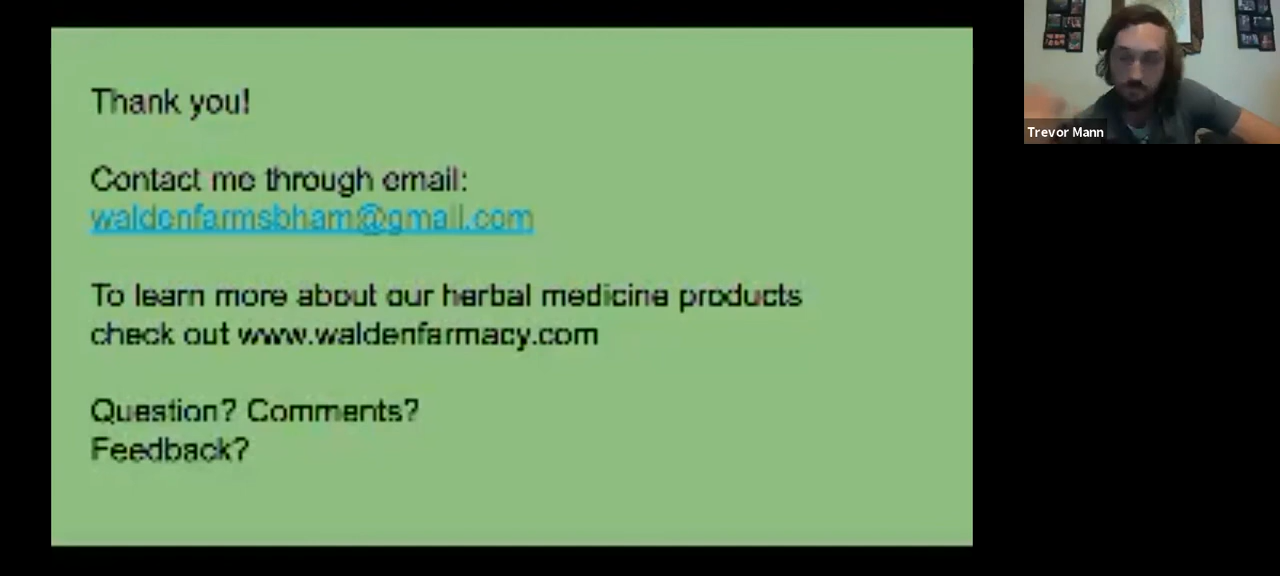 Thank you!
Contact me through email:
waldenfarmsbham@gmail.com
To learn more about our herbal medicine products
check out www.waldenfarmacy.com
Question? Comments?
Feedback?
Trevor Mann